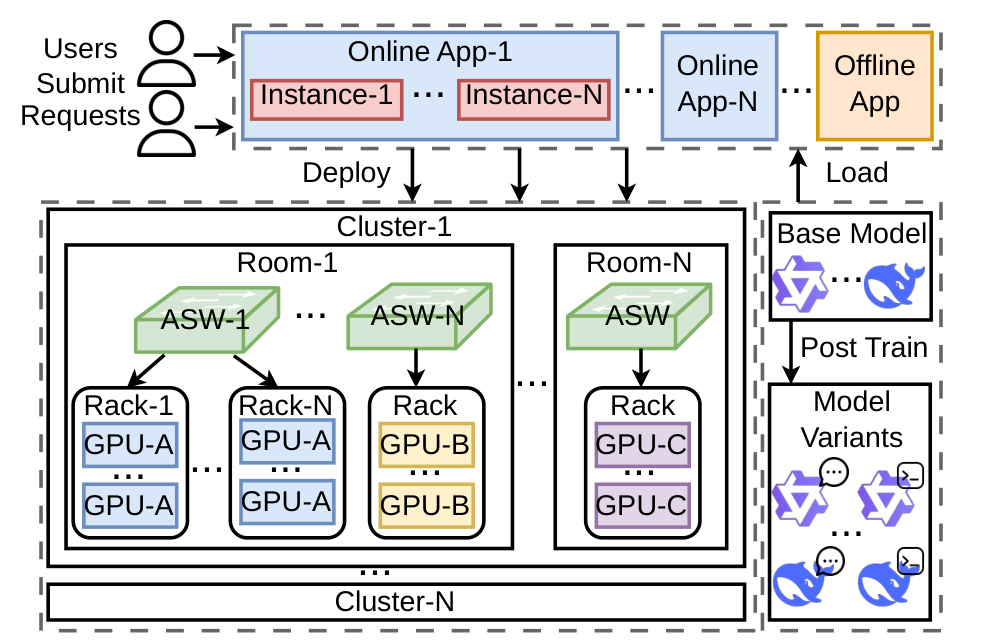 Users
Submit
Requests
Online App-1
Instance-1 ... Instance-N
...
Online
App-N
...
Offline
App
Deploy
Load
Cluster-1
Room-1
ASW-1 ... ASW-N
Rack-1
GPU-A
...
GPU-A
...
Rack-N
GPU-A
...
GPU-A
Rack
GPU-B
...
GPU-B
...
Room-N
ASW
Rack
GPU-C
...
GPU-C
...
Cluster-N
Base Model
...
Post Train
Model
Variants
...